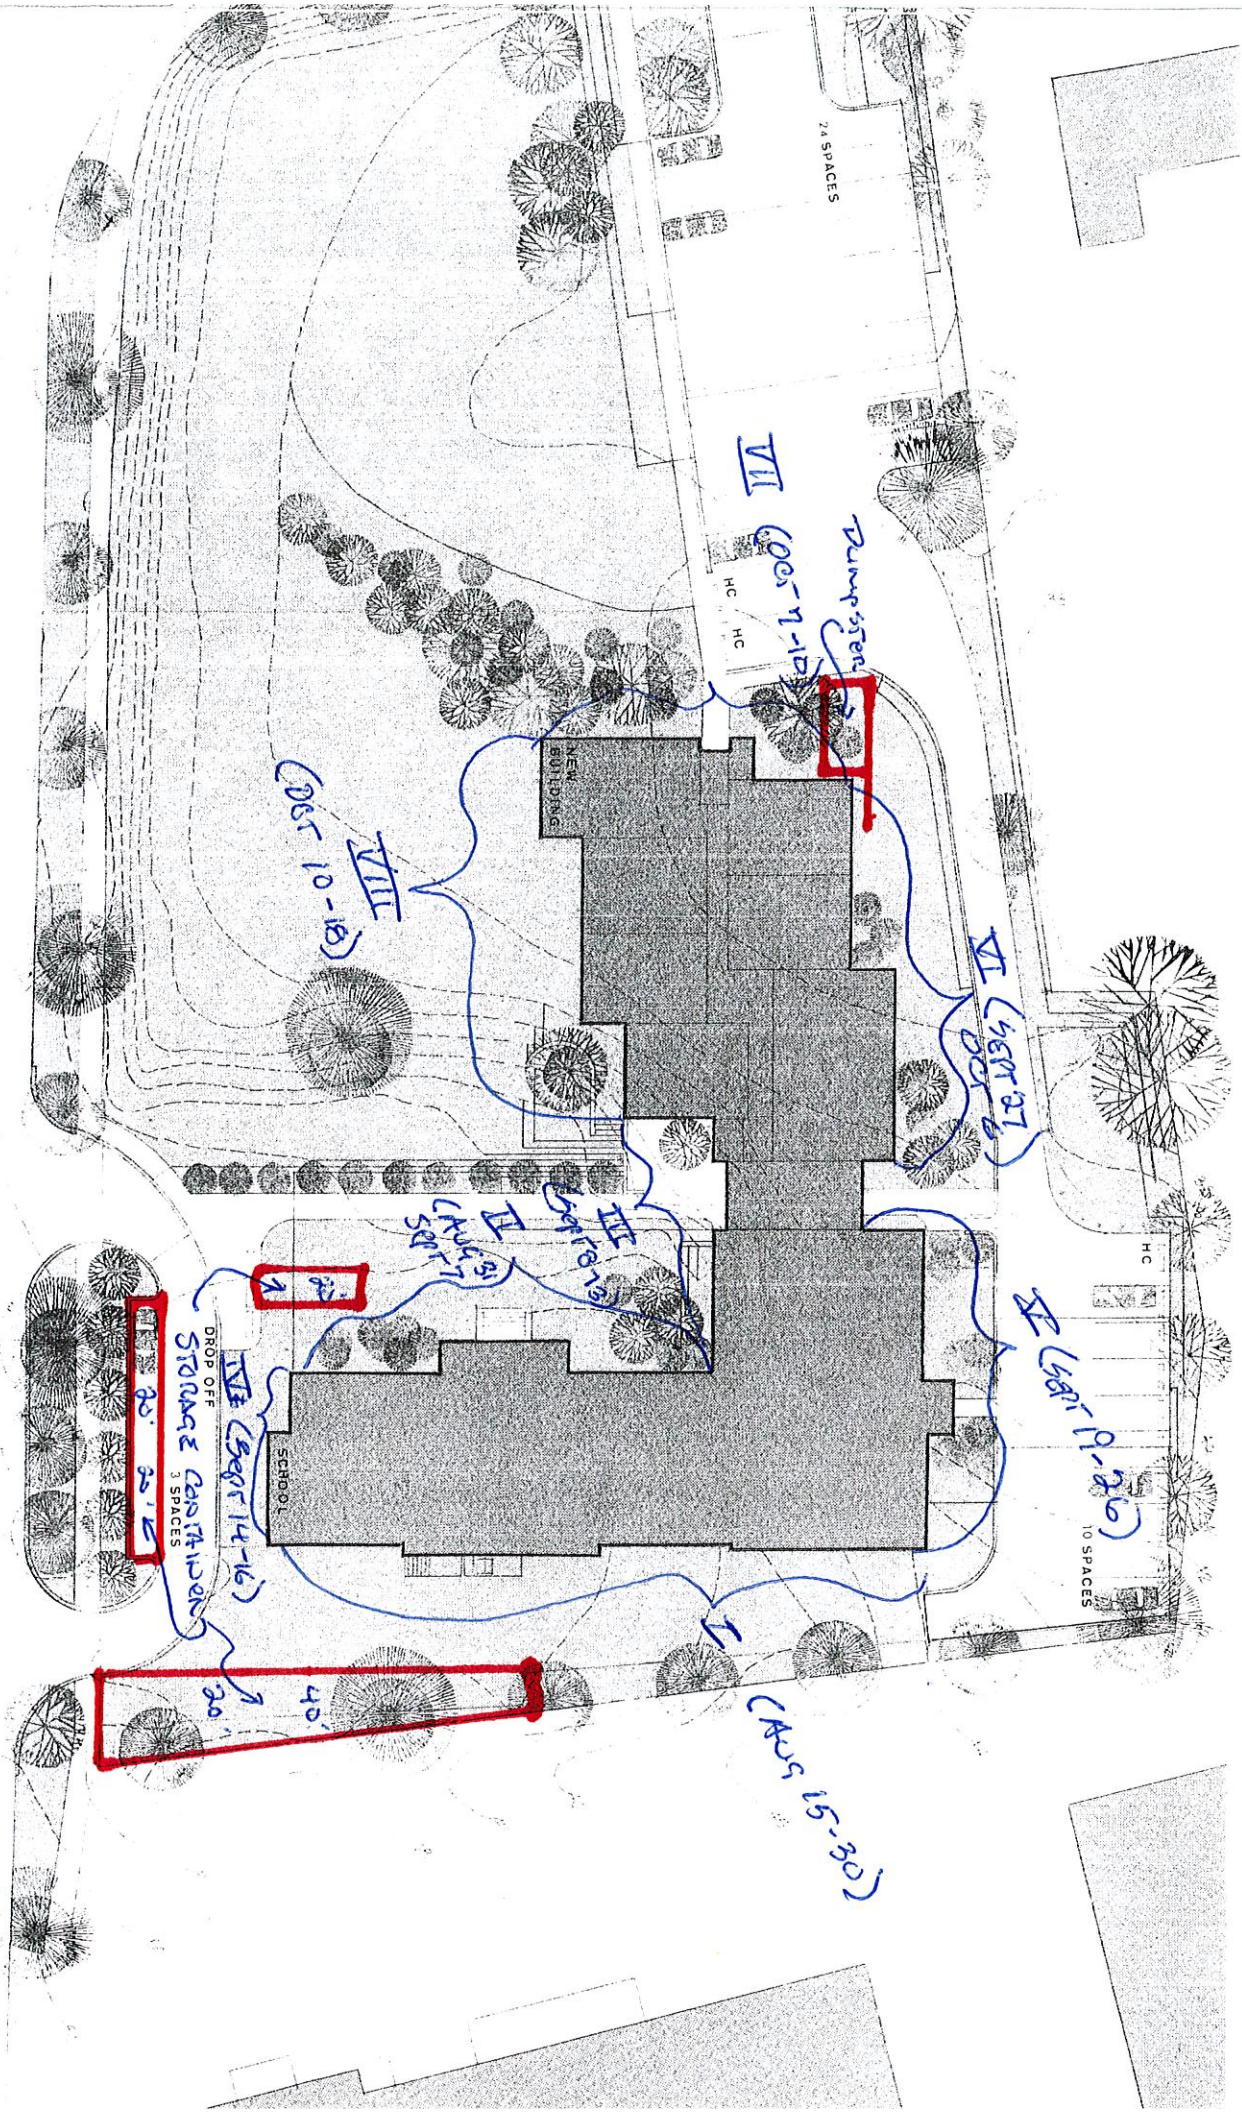 24 SPACES
VII (OCT 7-10)
Dumpster
HC
HC
NEW
BUILDING
VIII
(OCT 10-18)
VI (SEPT 27
OCT 6)
III
(SEPT 8-13)
II
(AUG 31
SEPT 7
HC
V (SEPT 19-26)
10 SPACES
20'
DROP OFF
STORAGE CONTAINER
3 SPACES
IV (SEPT 14-16)
20' 20'
SCHOOL
I
(AUG 15-30)
40'
20'